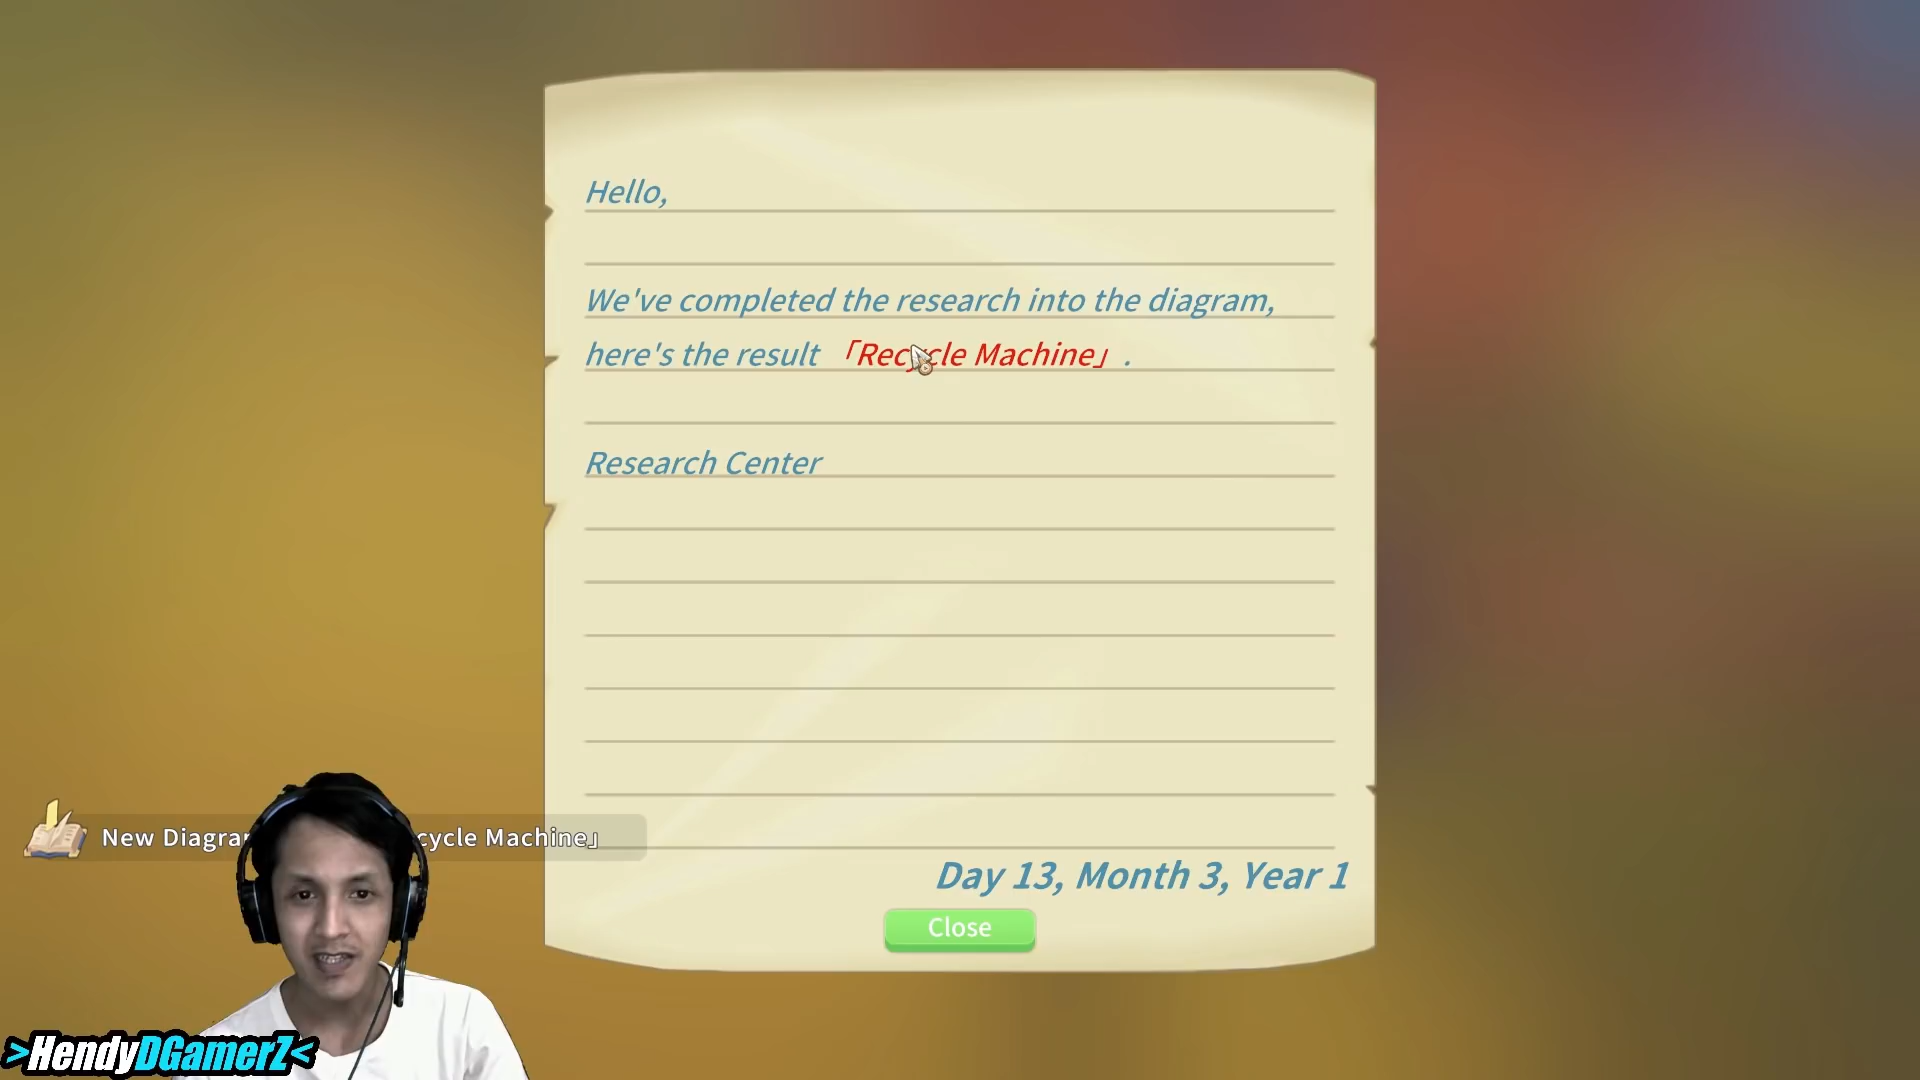 Hello,
We've completed the research into the diagram,
here's the result 「Recycle Machine」.
Research Center
New Diagra cycle Machine」
Day 13, Month 3, Year 1
Close
>HendyDGamerZ<